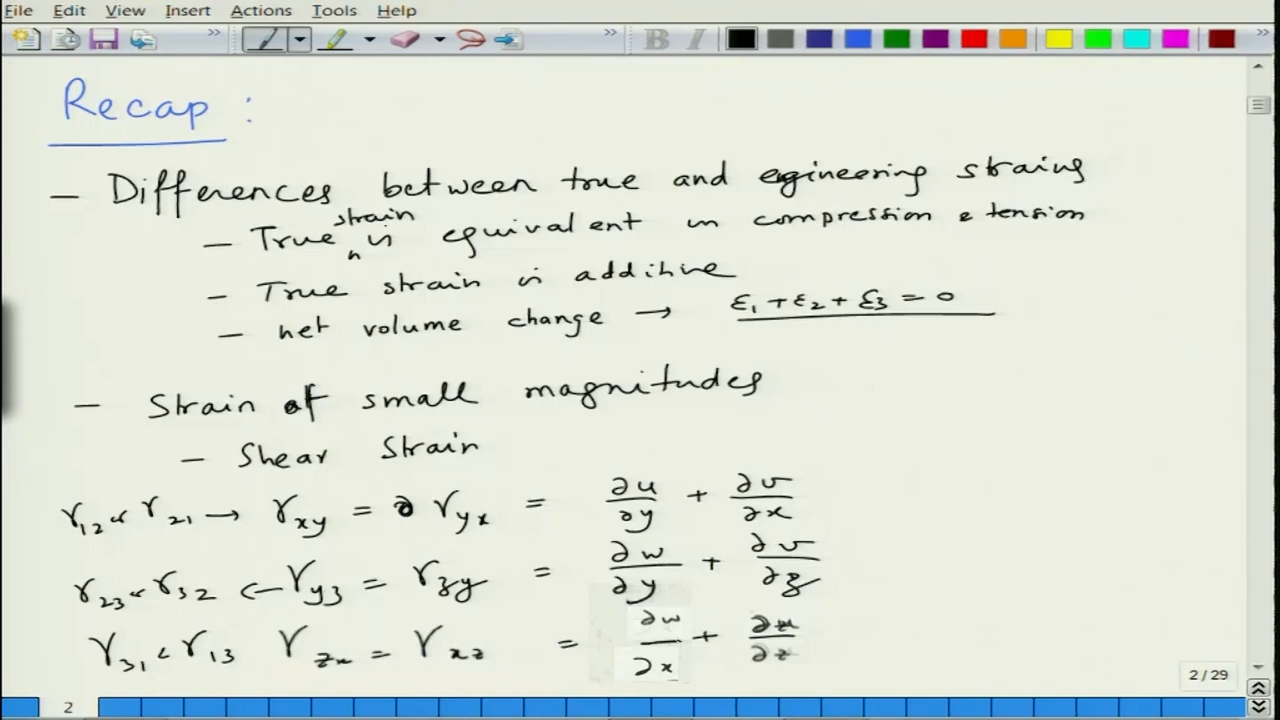 File Edit View Insert Actions Tools Help
Recap :
– Differences between true and engineering strains
– True strain is equivalent in compression & tension
– True strain is additive
– net volume change → ε₁ + ε₂ + ε₃ = 0
– Strain of small magnitudes
– Shear Strain
γ₁₂ & γ₂₁ → γxy = γyx = ∂u/∂y + ∂v/∂x
γ₂₃ & γ₃₂ ← γyz = γzy = ∂w/∂y + ∂v/∂z
γ₃₁ & γ₁₃ γzx = γxz = ∂w/∂x + ∂u/∂z
2 / 29
2